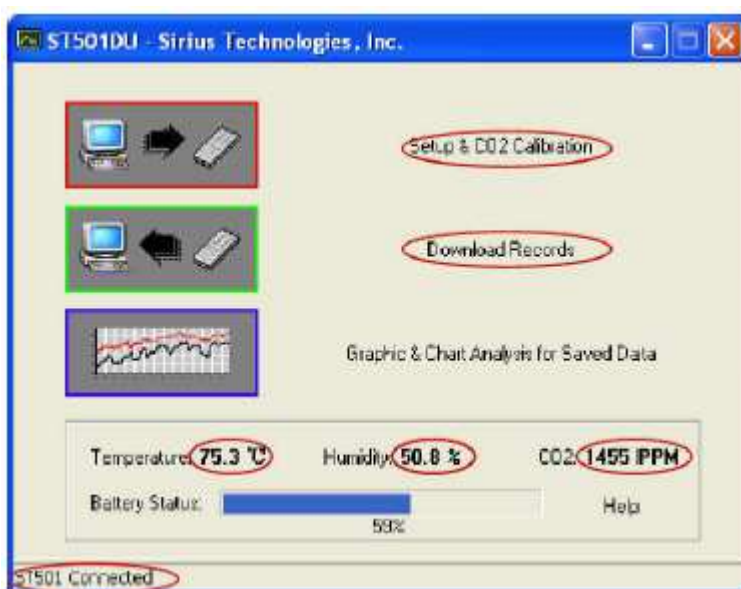 ST501DU - Sirius Technologies, Inc.
Setup & CO2 Calibration
Download Records
Graphic & Chart Analysis for Saved Data
Temperature: 75.3 °C Humidity: 50.8 % CO2: 1455 PPM
Battery Status: Help
59%
ST501 Connected